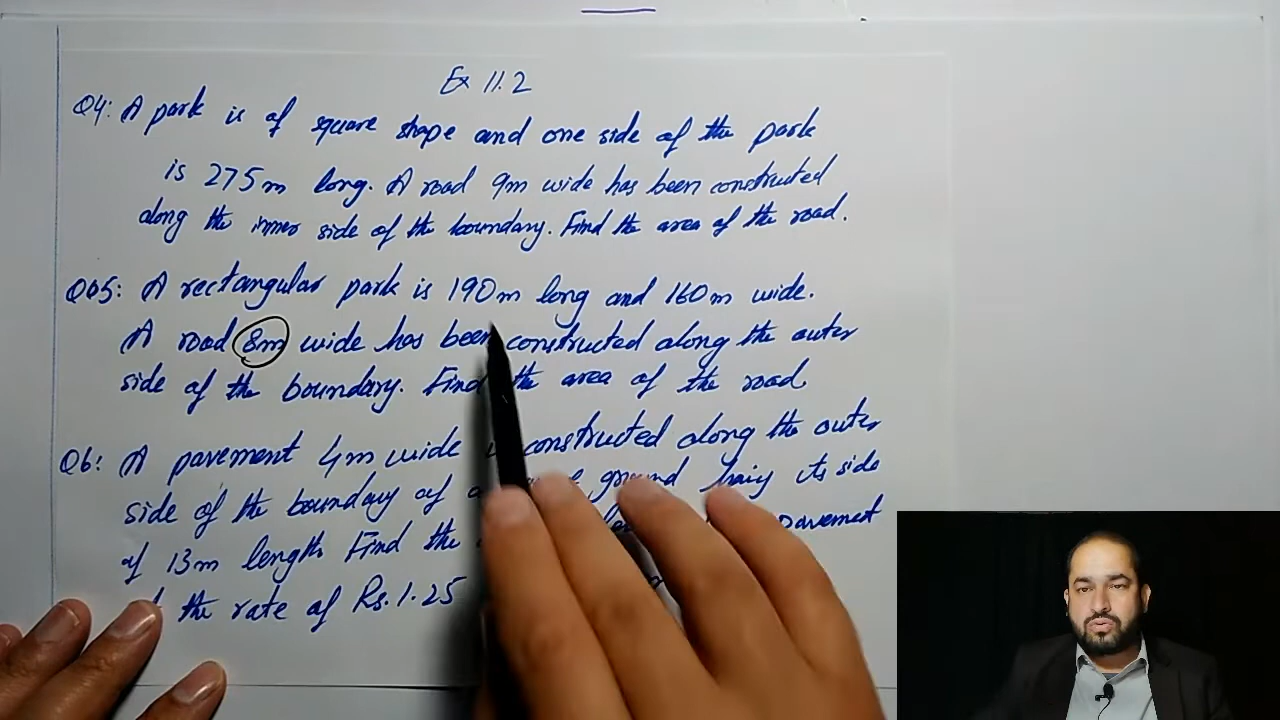 Ex 11.2
Q4: A park is of square shape and one side of the park
is 275m long. A road 9m wide has been constructed
along the inner side of the boundary. Find the area of the road.
Q05: A rectangular park is 190m long and 160m wide.
A road 8m wide has been constructed along the outer
side of the boundary. Find the area of the road.
Q6: A pavement 4m wide constructed along the outer
side of the boundary of ground its side
of 13m length. Find the pavement
the rate of Rs. 1.25